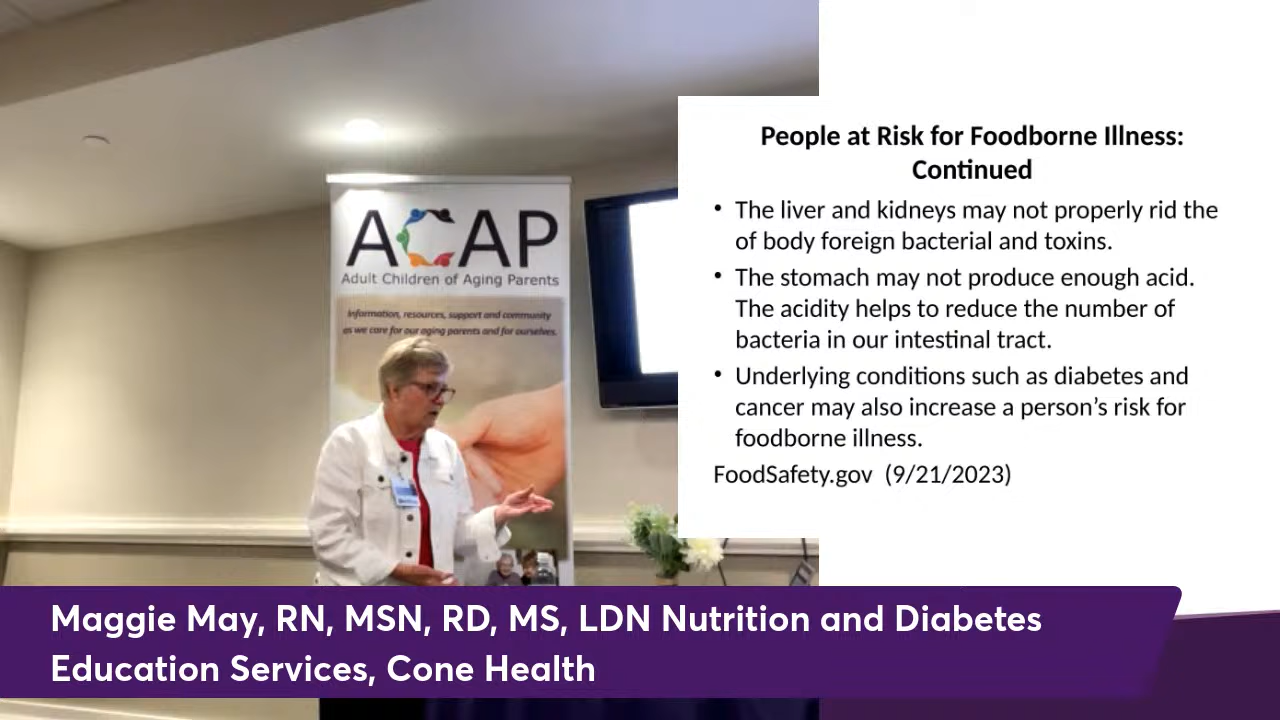 ACAP
Adult Children of Aging Parents
Information, resources, support and community
as we care for our aging parents and for ourselves.
People at Risk for Foodborne Illness:
Continued
• The liver and kidneys may not properly rid the
of body foreign bacterial and toxins.
• The stomach may not produce enough acid.
The acidity helps to reduce the number of
bacteria in our intestinal tract.
• Underlying conditions such as diabetes and
cancer may also increase a person’s risk for
foodborne illness.
FoodSafety.gov (9/21/2023)
Maggie May, RN, MSN, RD, MS, LDN Nutrition and Diabetes
Education Services, Cone Health